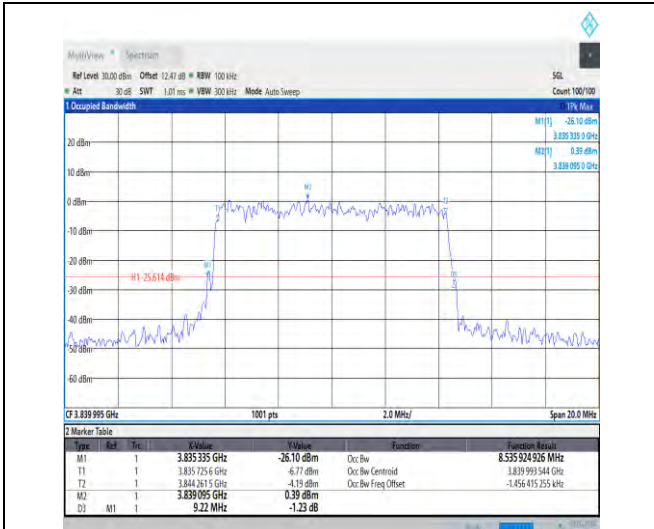 MultiView Spectrum
Ref Level 30.00 dBm Offset 12.47 dB RBW 100 kHz SGL
Att 30 dB SWT 1.01 ms VBW 300 kHz Mode Auto Sweep Count 100/100
1 Occupied Bandwidth 1Pk Max
M1[1] -26.10 dBm
3.835 335 0 GHz
M2[1] 0.39 dBm
3.839 095 0 GHz
20 dBm
10 dBm
M2
0 dBm
T1 T2
-10 dBm
-20 dBm
M1
H1 -25.614 dBm
D3
-30 dBm
-40 dBm
-50 dBm
-60 dBm
CF 3.839 995 GHz 1001 pts 2.0 MHz/ Span 20.0 MHz
2 Marker Table
Type Ref Trc X-Value Y-Value Function Function Result
M1 1 3.835 335 GHz -26.10 dBm Occ Bw 8.535 924 926 MHz
T1 1 3.835 725 6 GHz -6.77 dBm Occ Bw Centroid 3.839 993 544 GHz
T2 1 3.844 261 5 GHz -4.19 dBm Occ Bw Freq Offset -1.456 415 255 kHz
M2 1 3.839 095 GHz 0.39 dBm
D3 M1 1 9.22 MHz -1.23 dB